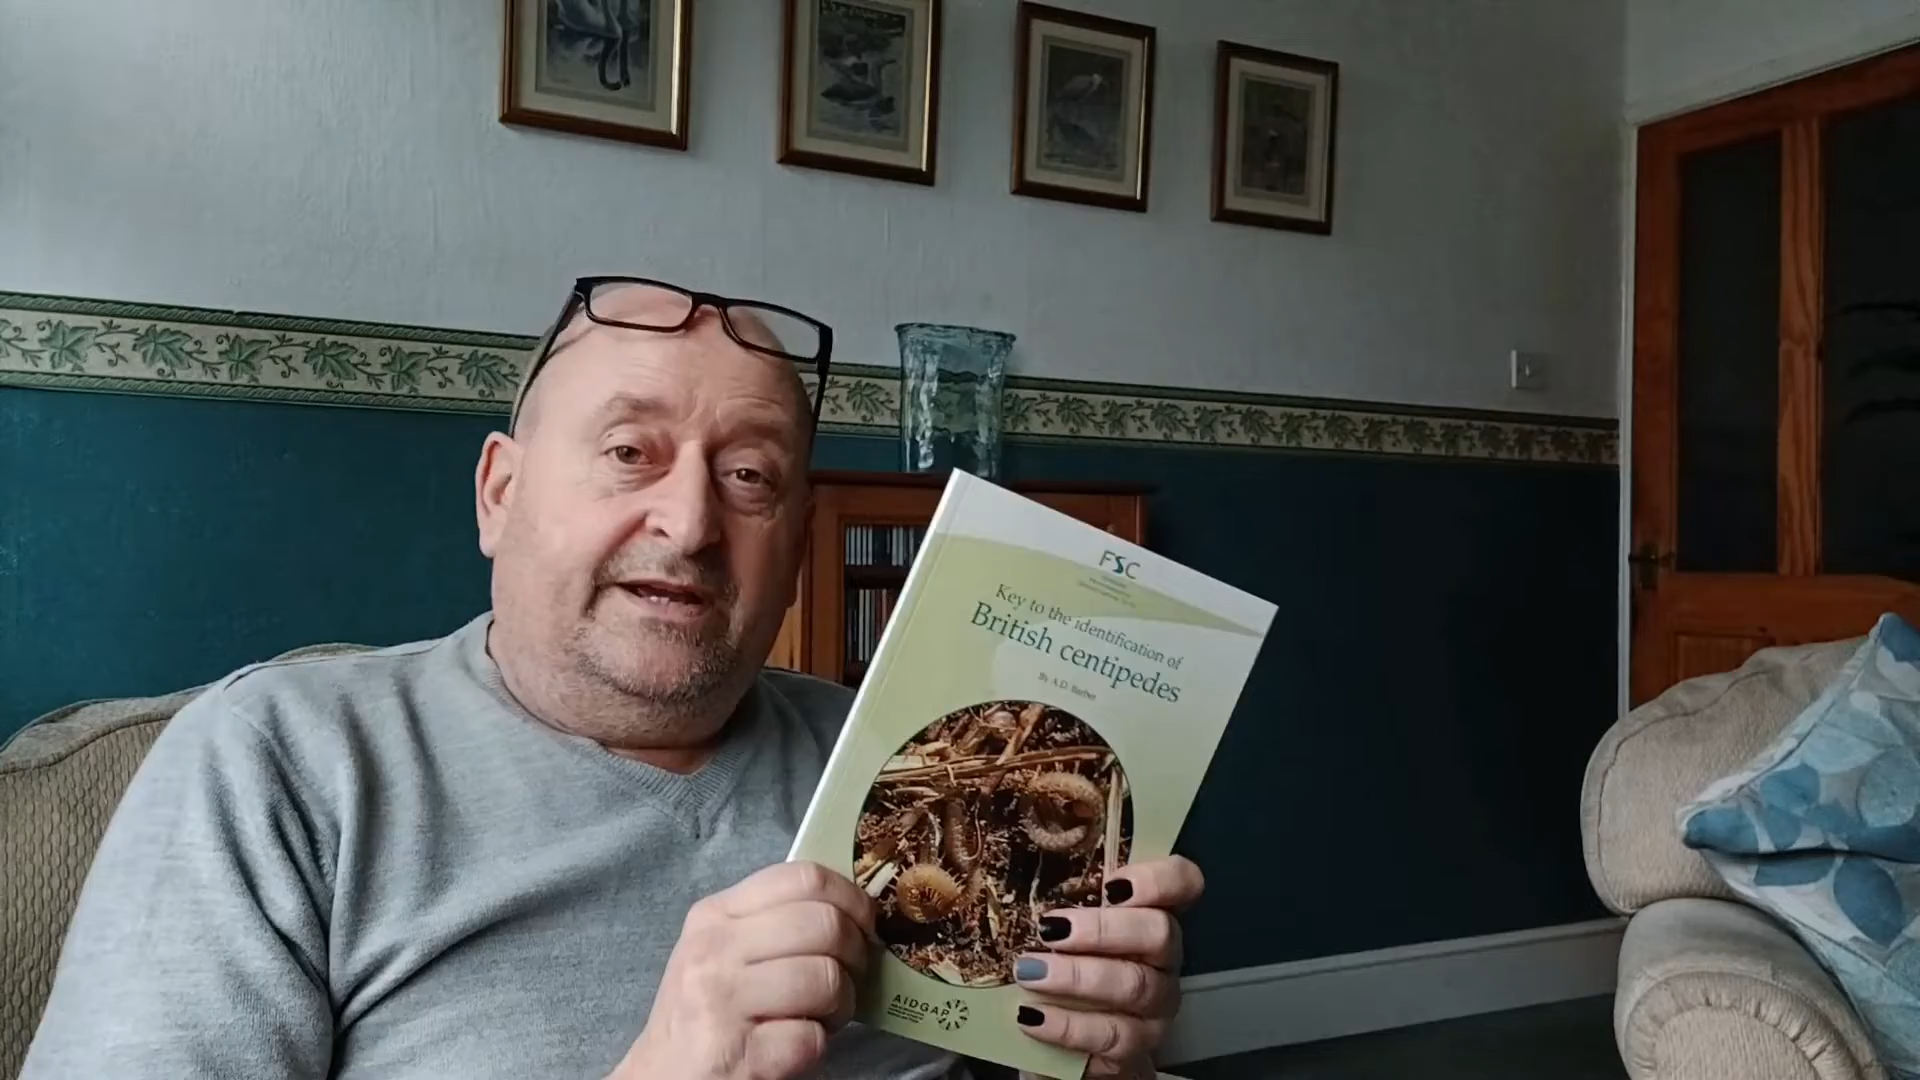 FSC
Key to the identification of
British centipedes
By A.D. Barber
AIDGAP